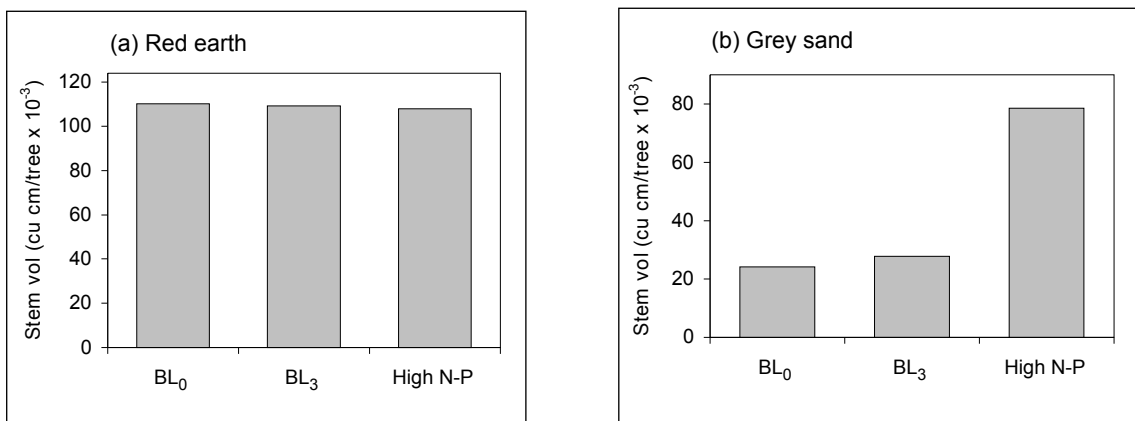 (a) Red earth
Stem vol (cu cm/tree x 10⁻³)
120
100
80
60
40
20
0
BL₀ BL₃ High N-P
(b) Grey sand
Stem vol (cu cm/tree x 10⁻³)
80
60
40
20
0
BL₀ BL₃ High N-P